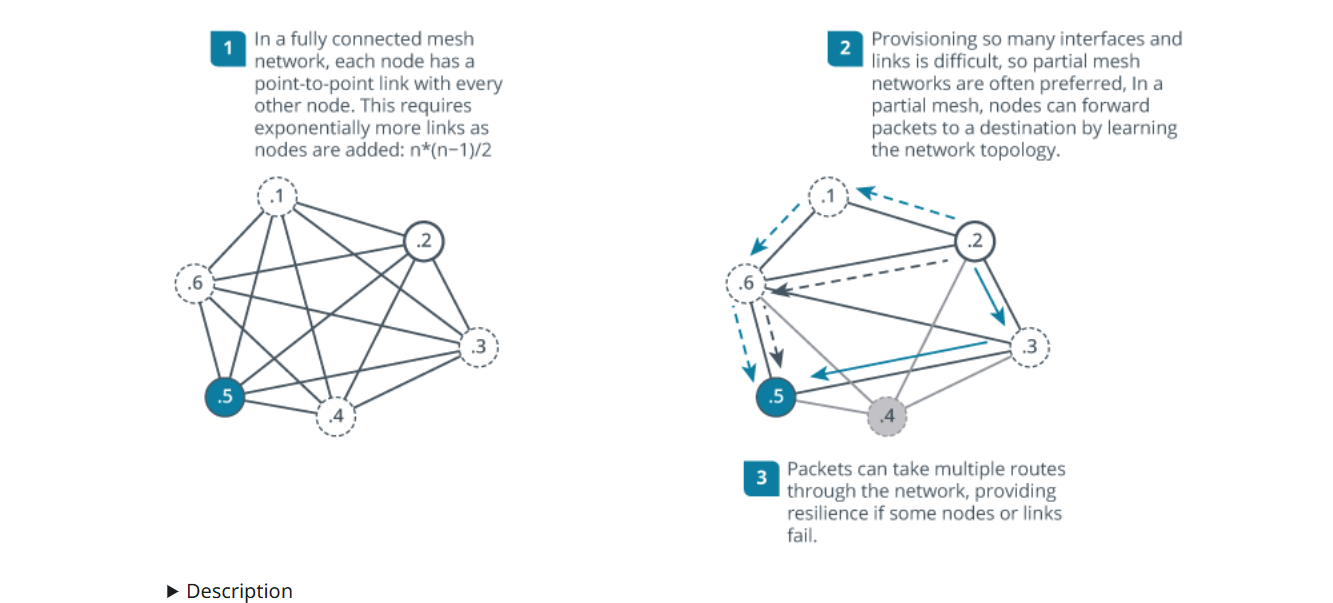 1
In a fully connected mesh
network, each node has a
point-to-point link with every
other node. This requires
exponentially more links as
nodes are added: n*(n−1)/2
2
Provisioning so many interfaces and
links is difficult, so partial mesh
networks are often preferred, In a
partial mesh, nodes can forward
packets to a destination by learning
the network topology.
.1
.2
.6
.3
.5
.4
.1
.2
.6
.3
.5
.4
3
Packets can take multiple routes
through the network, providing
resilience if some nodes or links
fail.
▶ Description